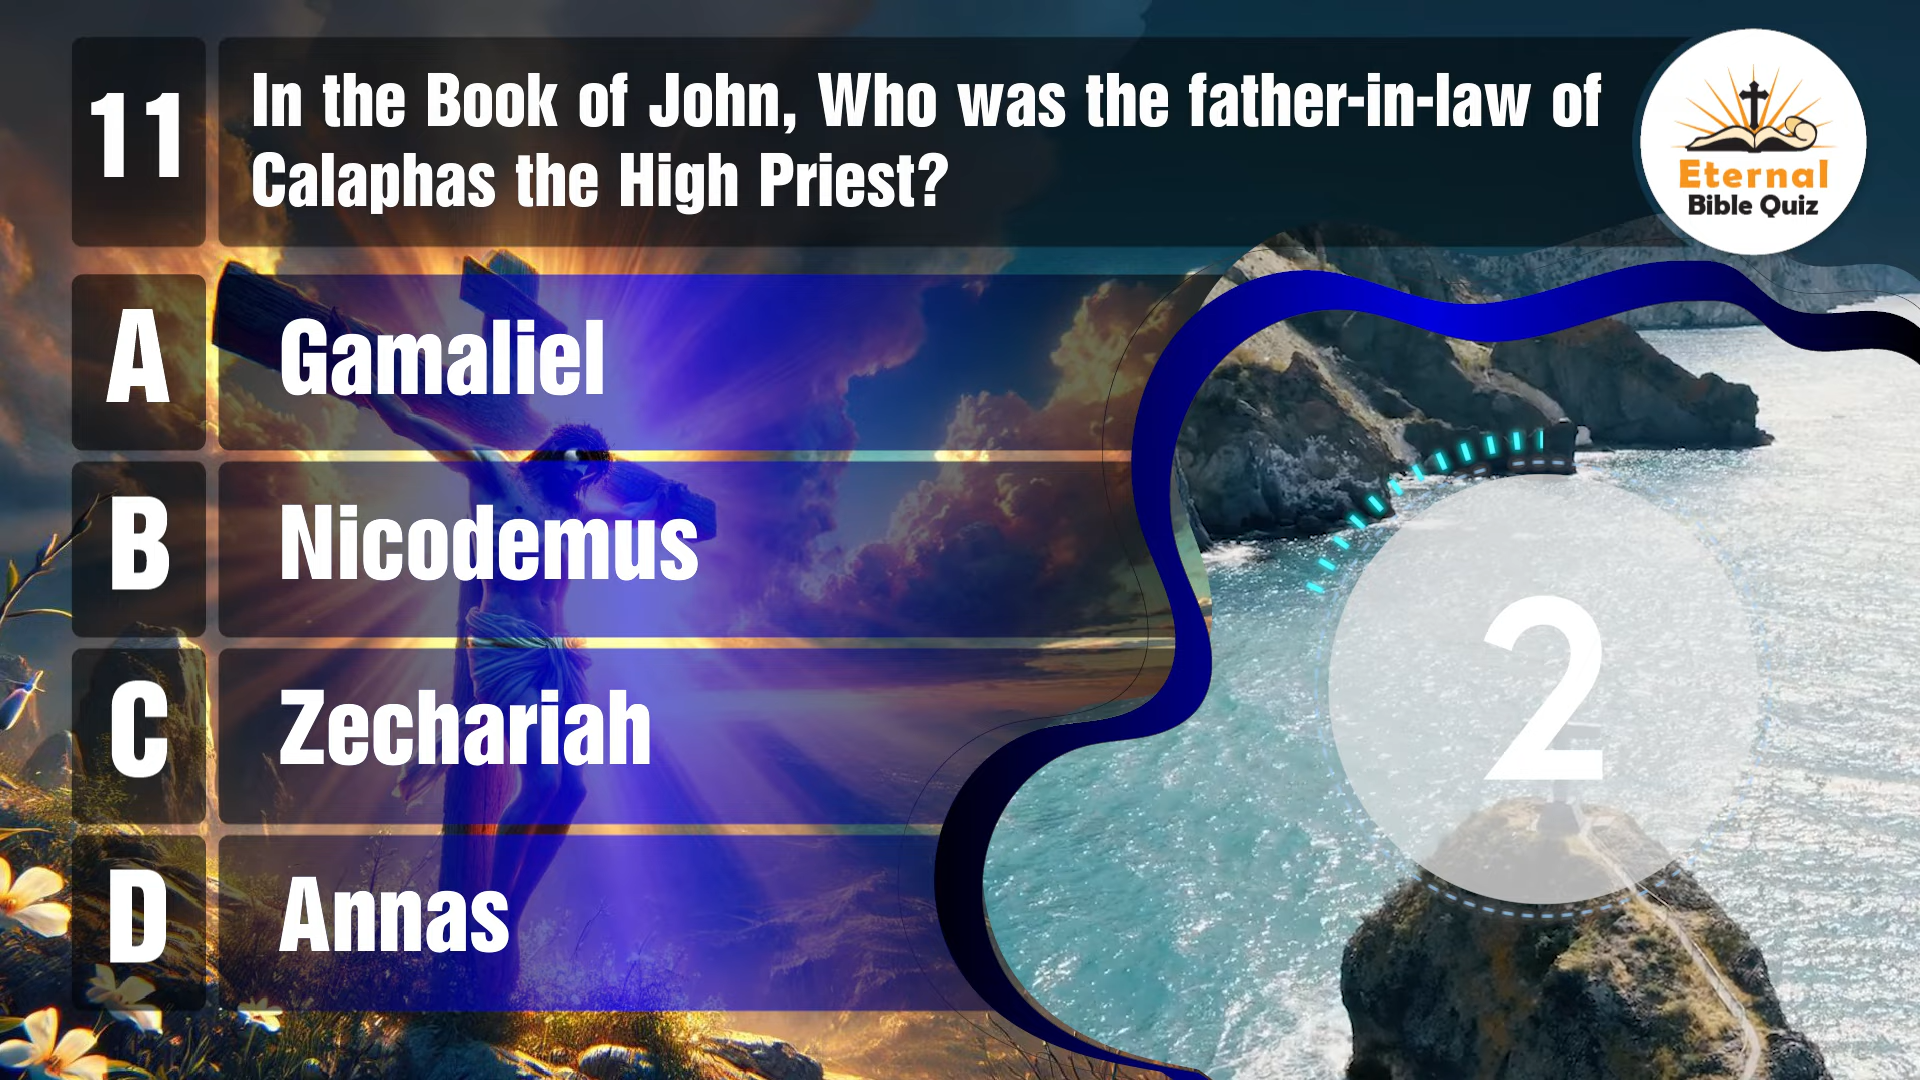 11
In the Book of John, Who was the father-in-law of
Calaphas the High Priest?
Eternal
Bible Quiz
A
Gamaliel
B
Nicodemus
C
Zechariah
D
Annas
2